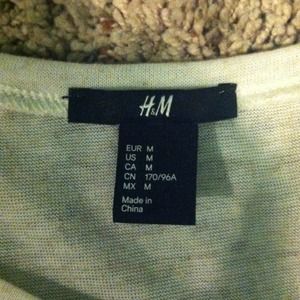 H&M
EUR M
US M
CA M
CN 170/96A
MX M
Made in
China